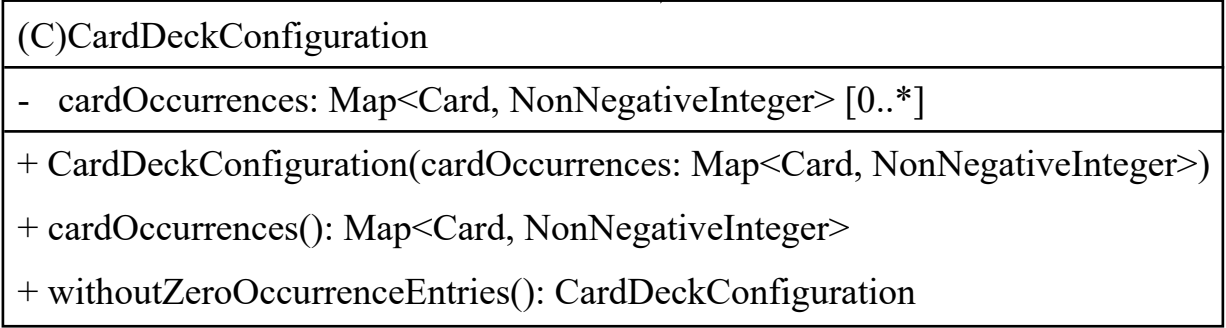 (C)CardDeckConfiguration
- cardOccurrences: Map<Card, NonNegativeInteger> [0..*]
+ CardDeckConfiguration(cardOccurrences: Map<Card, NonNegativeInteger>)
+ cardOccurrences(): Map<Card, NonNegativeInteger>
+ withoutZeroOccurrenceEntries(): CardDeckConfiguration